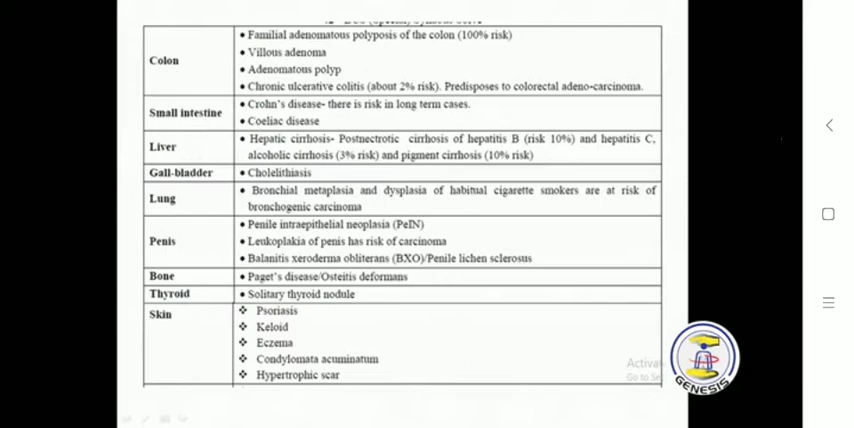 Colon
• Familial adenomatous polyposis of the colon (100% risk)
• Villous adenoma
• Adenomatous polyp
• Chronic ulcerative colitis (about 2% risk). Predisposes to colorectal adeno-carcinoma.
Small intestine
• Crohn's disease- there is risk in long term cases.
• Coeliac disease
Liver
• Hepatic cirrhosis- Postnectrotic cirrhosis of hepatitis B (risk 10%) and hepatitis C,
alcoholic cirrhosis (3% risk) and pigment cirrhosis (10% risk)
Gall-bladder
• Cholelithiasis
Lung
• Bronchial metaplasia and dysplasia of habitual cigarette smokers are at risk of
bronchogenic carcinoma
Penis
• Penile intraepithelial neoplasia (PeIN)
• Leukoplakia of penis has risk of carcinoma
• Balanitis xeroderma obliterans (BXO)/Penile lichen sclerosus
Bone
• Paget's disease/Osteitis deformans
Thyroid
• Solitary thyroid nodule
Skin
❖ Psoriasis
❖ Keloid
❖ Eczema
❖ Condylomata acuminatum
❖ Hypertrophic scar
Activat
Go to Se
GENESIS